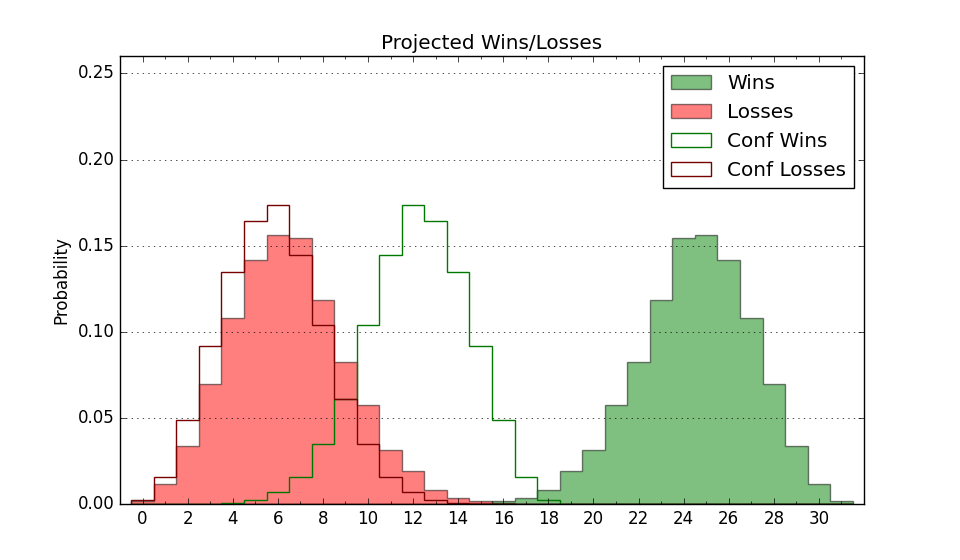 Projected Wins/Losses
0.25
0.20
0.15
0.10
0.05
0.00
Probability
Wins
Losses
Conf Wins
Conf Losses
0 2 4 6 8 10 12 14 16 18 20 22 24 26 28 30